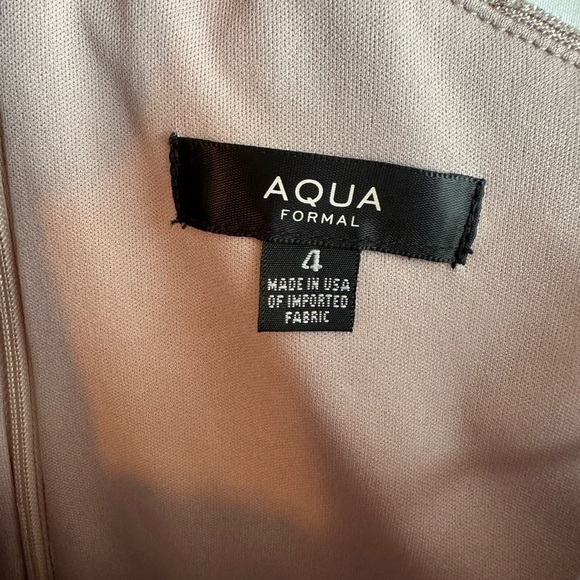 AQUA
FORMAL
4
MADE IN USA
OF IMPORTED
FABRIC